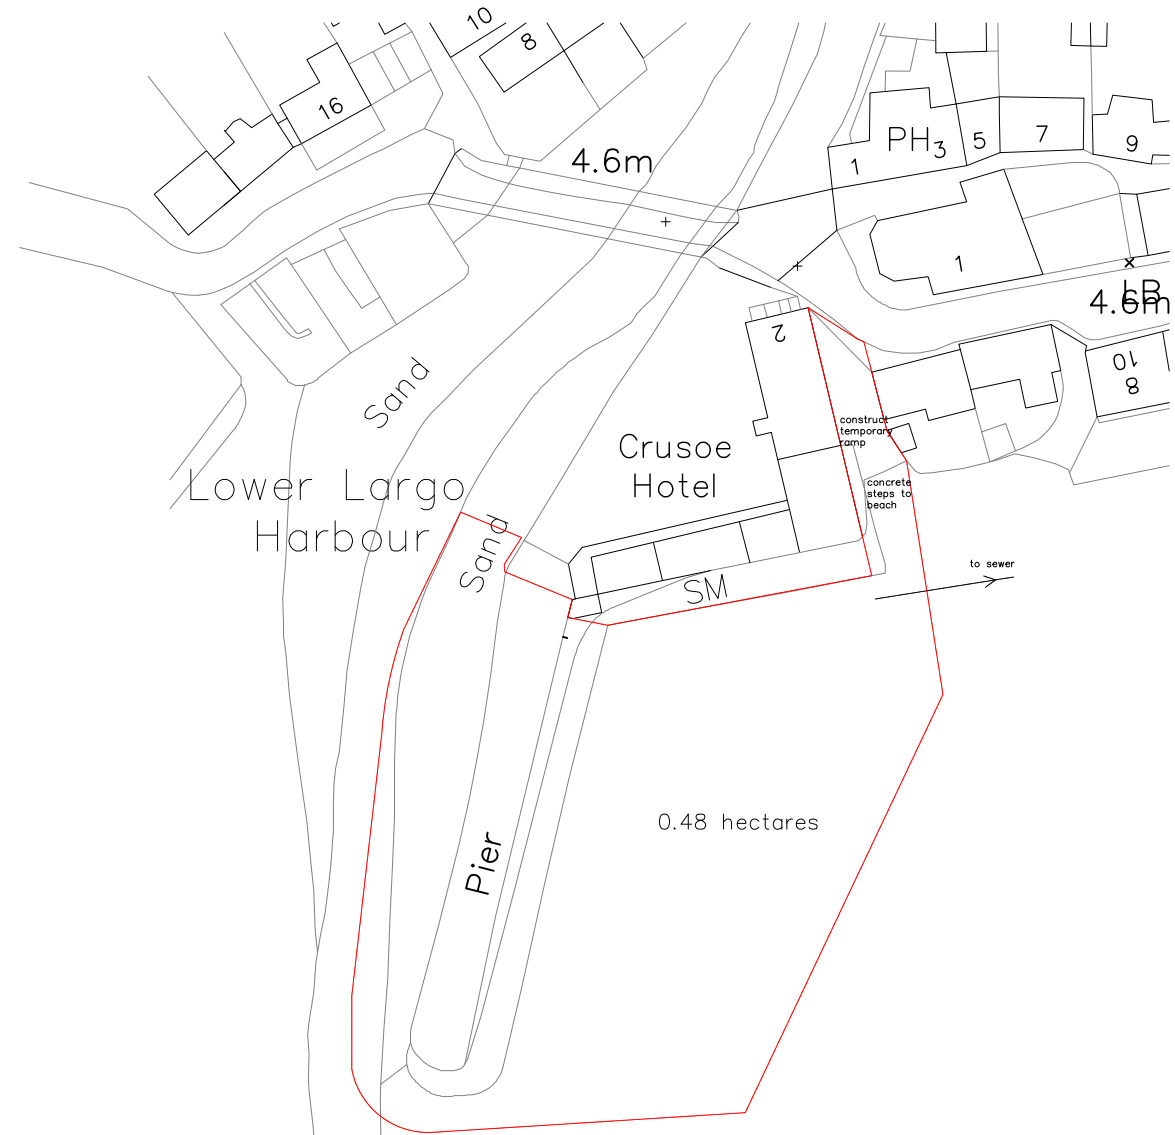 10
8
16
4.6m
PH3
1
5
7
9
1
LB
4.6m
2
10
8
Sand
construct
temporary
ramp
Crusoe
Hotel
Lower Largo
Harbour
concrete
steps to
beach
Sand
to sewer
SM
0.48 hectares
Pier